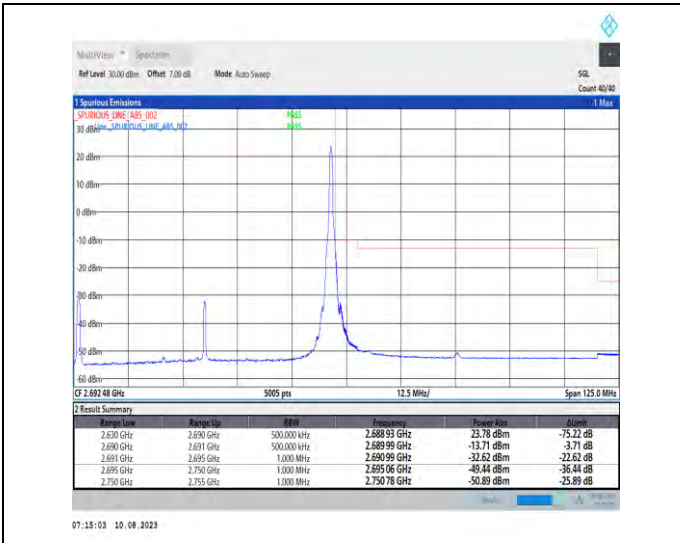 MultiView Spectrum
Ref Level 30.00 dBm Offset 7.00 dB Mode Auto Sweep SGL
Count 40/40
1 Spurious Emissions 1 Max
_SPURIOUS_LINE_ABS_002 PASS
30 dBm Line _SPURIOUS_LINE_ABS_002 PASS
20 dBm
10 dBm
0 dBm
-10 dBm
-20 dBm
-30 dBm
-40 dBm
-50 dBm
-60 dBm
CF 2.692 48 GHz 5005 pts 12.5 MHz/ Span 125.0 MHz
2 Result Summary
Range Low Range Up RBW Frequency Power Abs ΔLimit
2.630 GHz 2.690 GHz 500.000 kHz 2.688 93 GHz 23.78 dBm -75.22 dB
2.690 GHz 2.691 GHz 500.000 kHz 2.689 99 GHz -13.71 dBm -3.71 dB
2.691 GHz 2.695 GHz 1.000 MHz 2.690 99 GHz -32.62 dBm -22.62 dB
2.695 GHz 2.750 GHz 1.000 MHz 2.695 06 GHz -49.44 dBm -36.44 dB
2.750 GHz 2.755 GHz 1.000 MHz 2.750 78 GHz -50.89 dBm -25.89 dB
07:15:03 10.08.2023